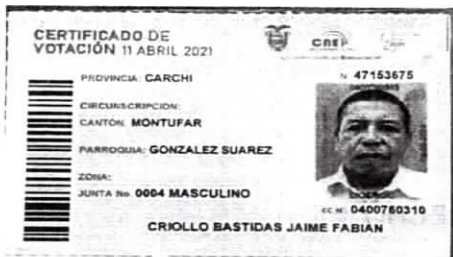 CERTIFICADO DE
VOTACIÓN 11 ABRIL 2021
CNE
PROVINCIA: CARCHI
N. 47153675
CIRCUNSCRIPCION:
CANTÓN: MONTUFAR
PARROQUIA: GONZALEZ SUAREZ
ZONA:
JUNTA No. 0004 MASCULINO
CC N°: 0400760310
CRIOLLO BASTIDAS JAIME FABIAN